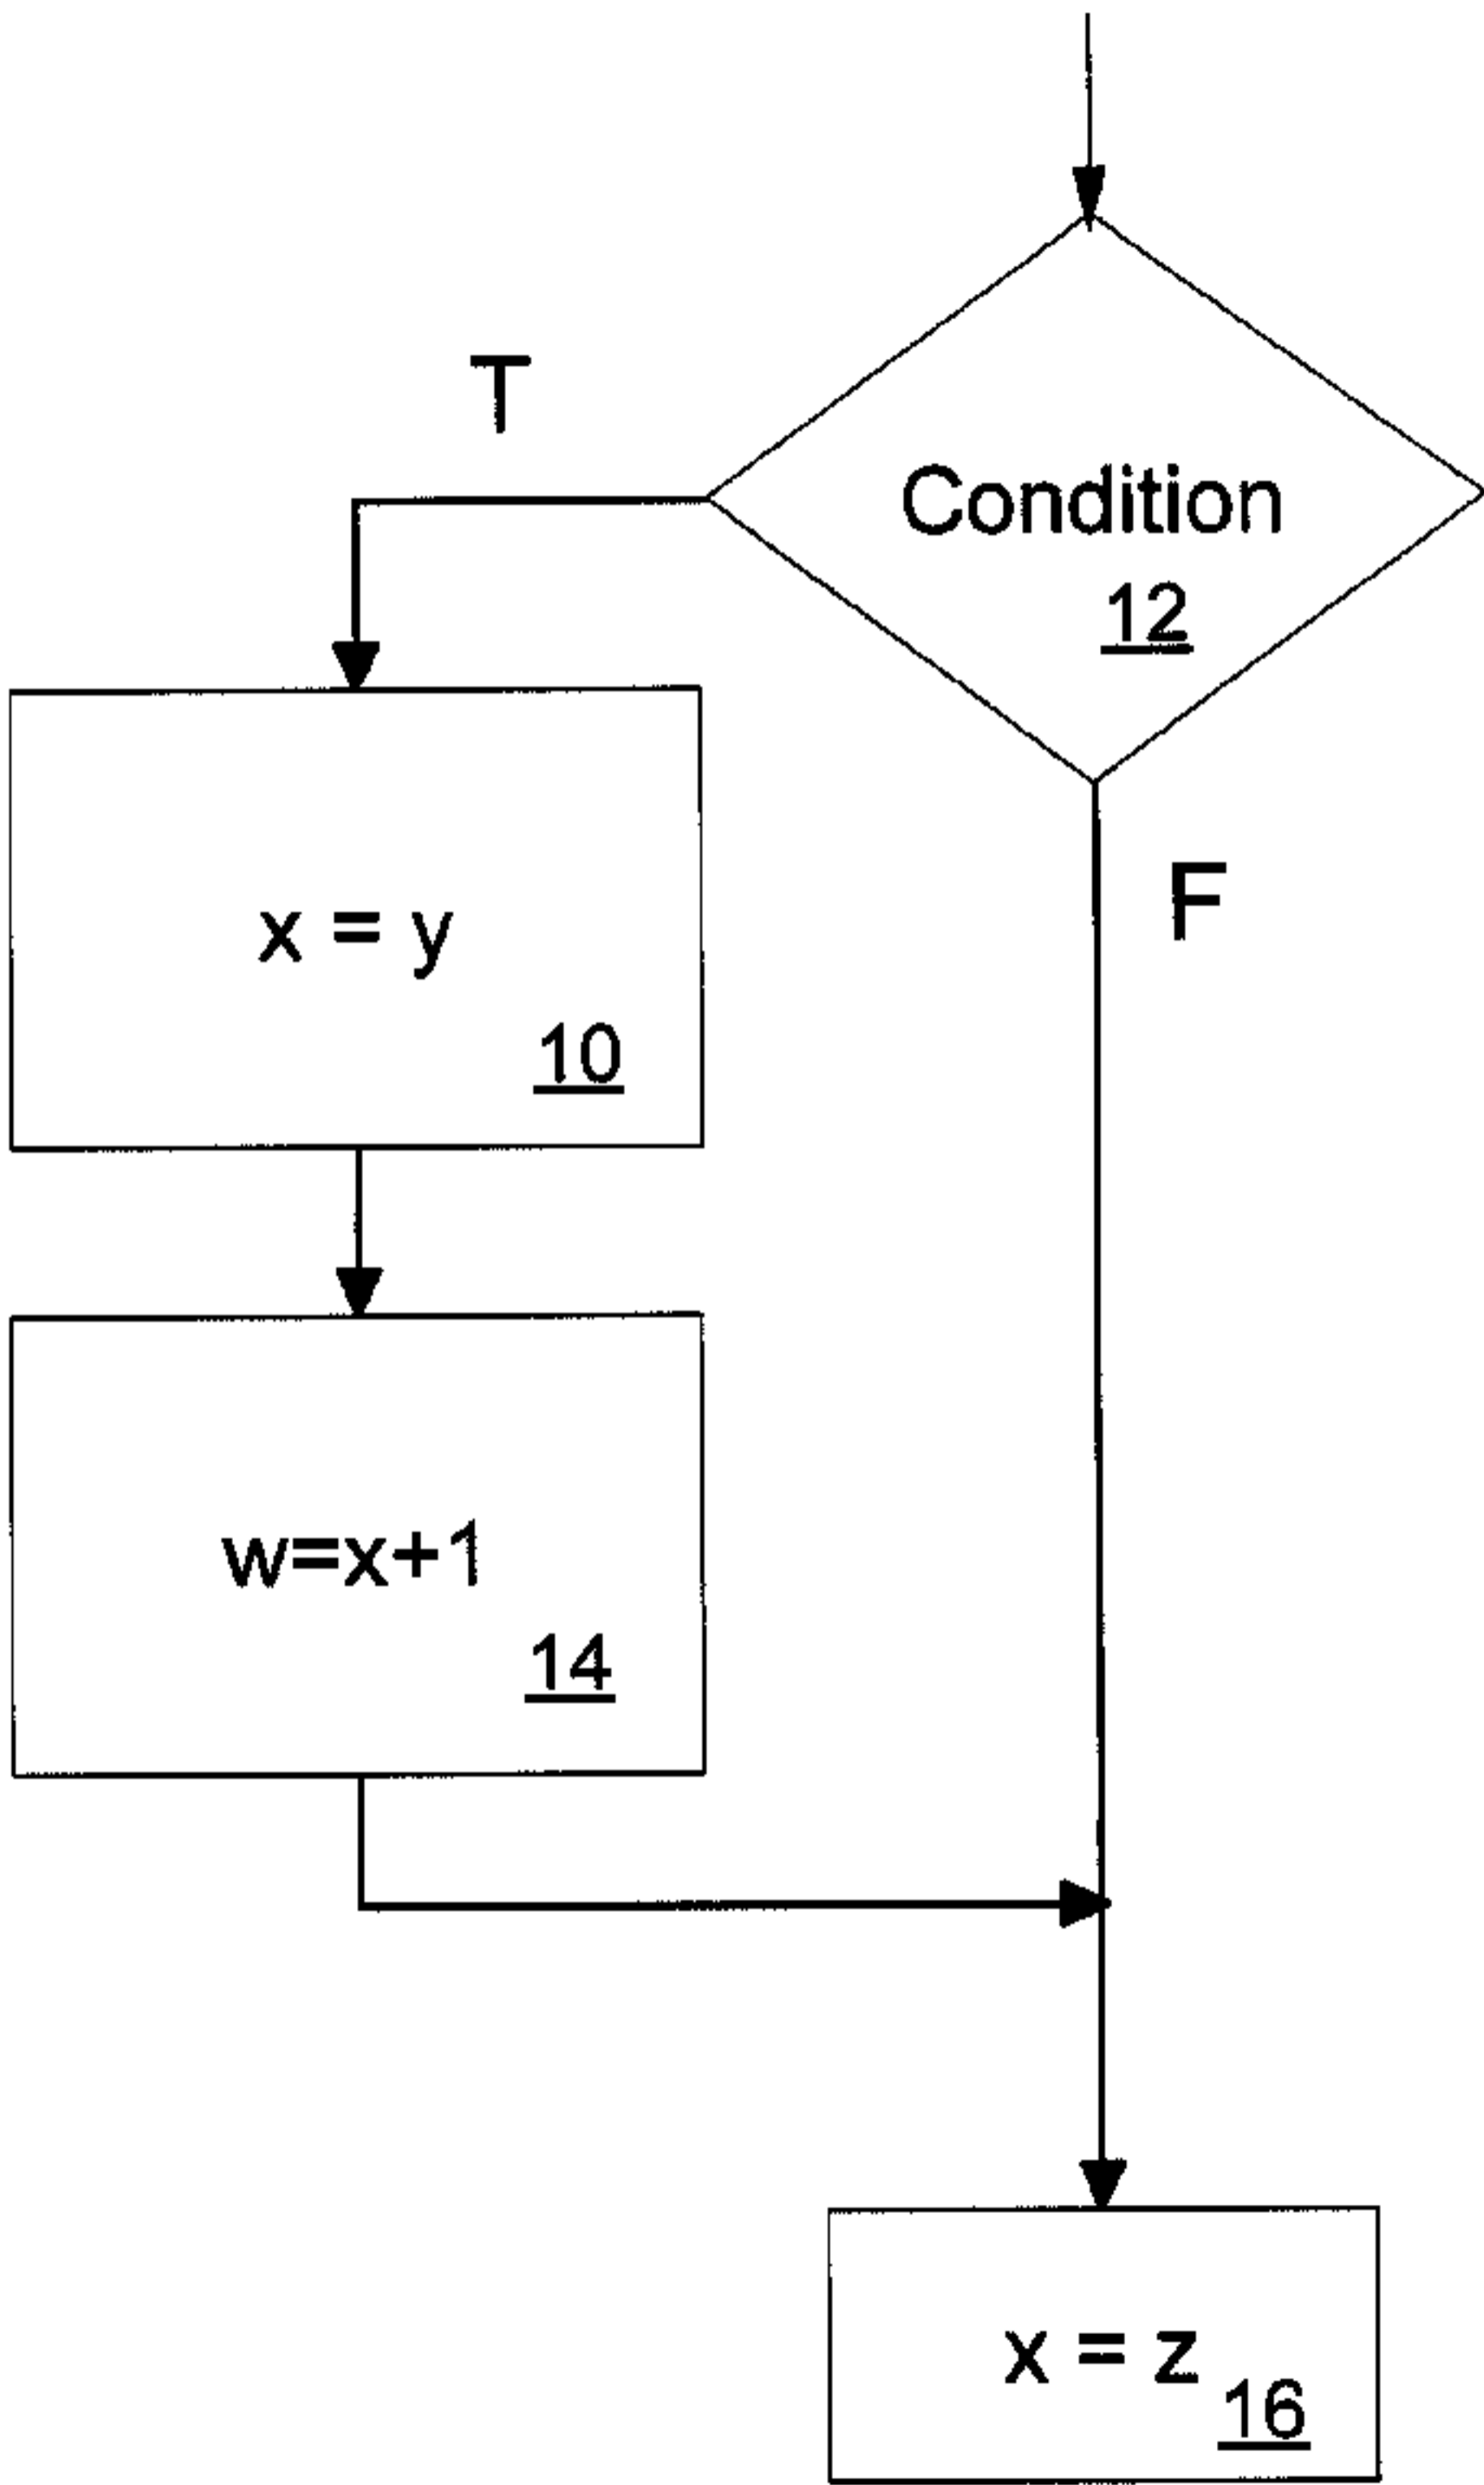 T
Condition
12
F
x = y
10
w=x+1
14
x = z
16